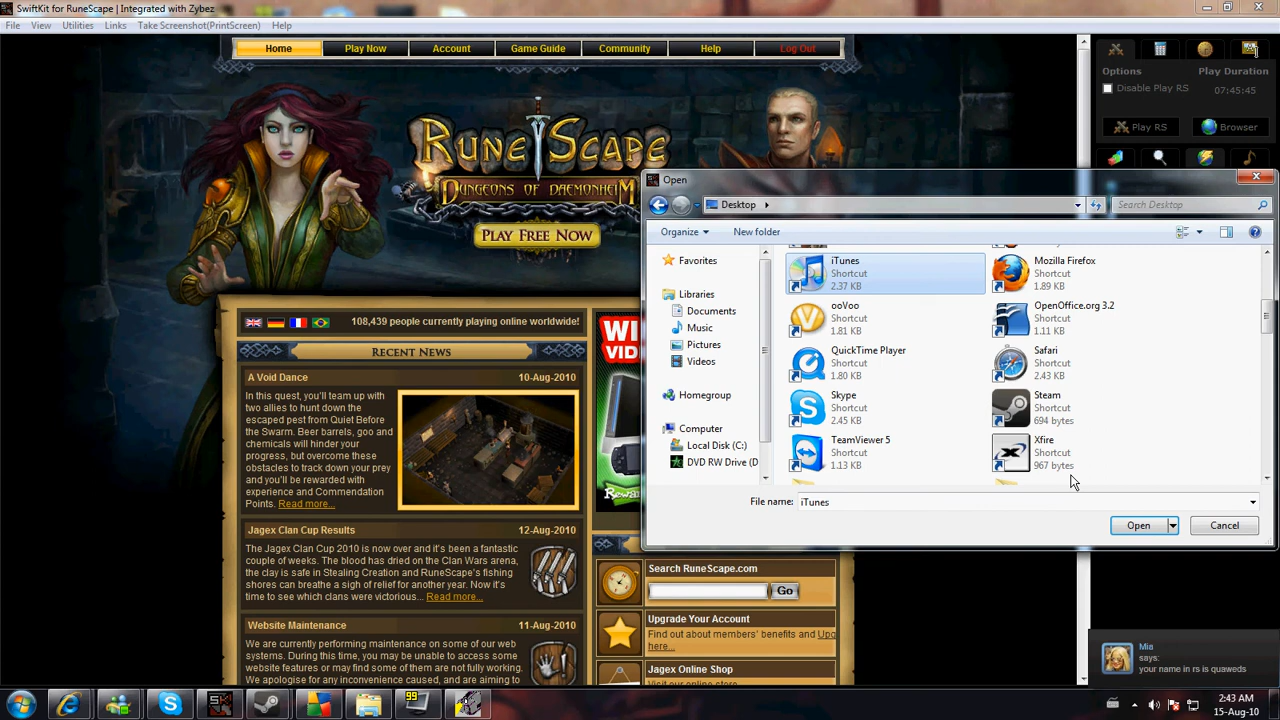 SwiftKit for RuneScape | Integrated with Zybez
File View Utilities Links Take Screenshot(PrintScreen) Help
Home Play Now Account Game Guide Community Help Log Out
Options Play Duration
Disable Play RS 07:45:45
Play RS Browser
RUNESCAPE
DUNGEONS OF DAEMONHEIM
PLAY FREE NOW
108,439 people currently playing online worldwide!
RECENT NEWS
A Void Dance 10-Aug-2010
In this quest, you'll team up with
two allies to hunt down the
escaped pest from Quiet Before
the Swarm. Beer barrels, goo and
chemicals will hinder your
progress, but overcome these
obstacles to track down your prey
and you'll be rewarded with
experience and Commendation
Points. Read more...
Jagex Clan Cup Results 12-Aug-2010
The Jagex Clan Cup 2010 is now over and it's been a fantastic
couple of weeks. The blood has dried on the Clan Wars arena,
the clay is safe in Stealing Creation and RuneScape's fishing
shores can breathe a sigh of relief for another year. Now it's
time to see which clans were victorious... Read more...
Website Maintenance 11-Aug-2010
We are currently performing maintenance on some of our web
systems. During this time, you may be unable to access some
website features or may find some of them are not fully working.
We apologise for any inconvenience caused, and are aiming to
WI
VID
Open
Desktop
Search Desktop
Organize New folder
Favorites
Libraries
Documents
Music
Pictures
Videos
Homegroup
Computer
Local Disk (C:)
DVD RW Drive (D
iTunes
Shortcut
2.37 KB
Mozilla Firefox
Shortcut
1.89 KB
ooVoo
Shortcut
1.81 KB
OpenOffice.org 3.2
Shortcut
1.11 KB
QuickTime Player
Shortcut
1.80 KB
Safari
Shortcut
2.43 KB
Skype
Shortcut
2.45 KB
Steam
Shortcut
694 bytes
TeamViewer 5
Shortcut
1.13 KB
Xfire
Shortcut
967 bytes
File name: iTunes
Open Cancel
Search RuneScape.com
Go
Upgrade Your Account
Find out about members' benefits and Upg
here...
Jagex Online Shop
Visit our online store
Mia
says:
your name in rs is quaweds
99
2:43 AM
15-Aug-10